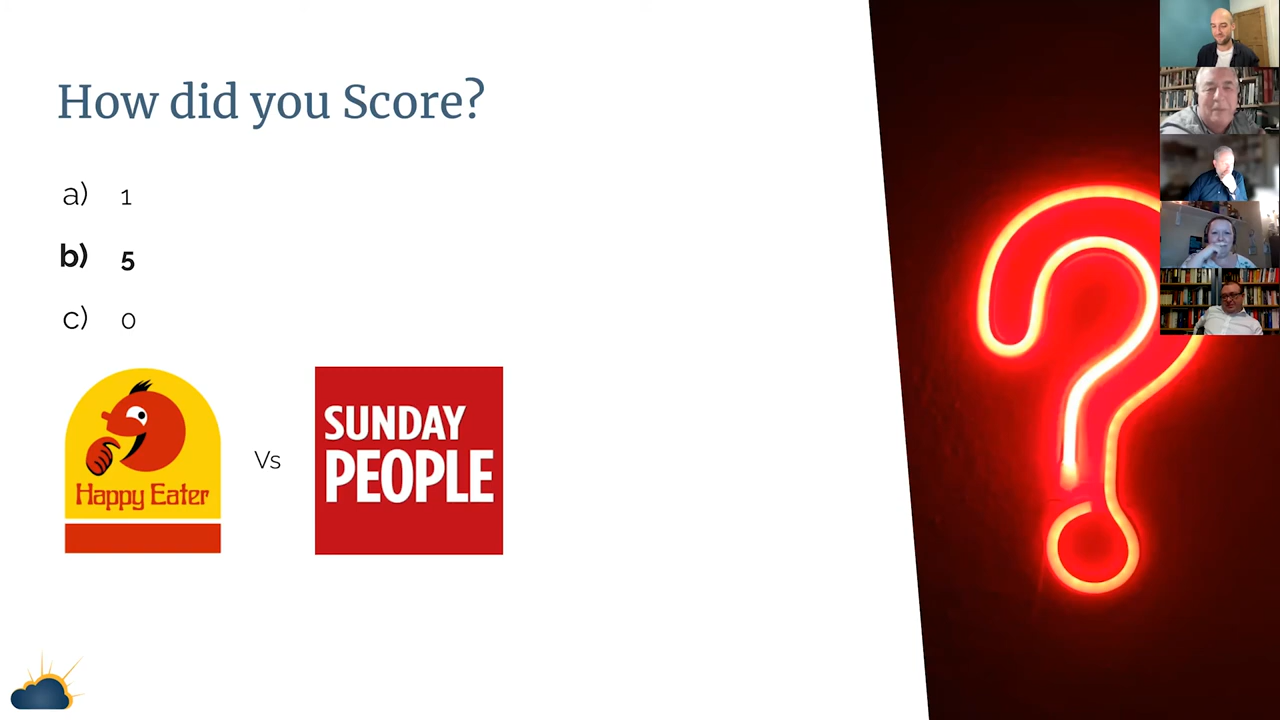 How did you Score?
a) 1
b) 5
c) 0
Happy Eater
Vs
SUNDAY
PEOPLE